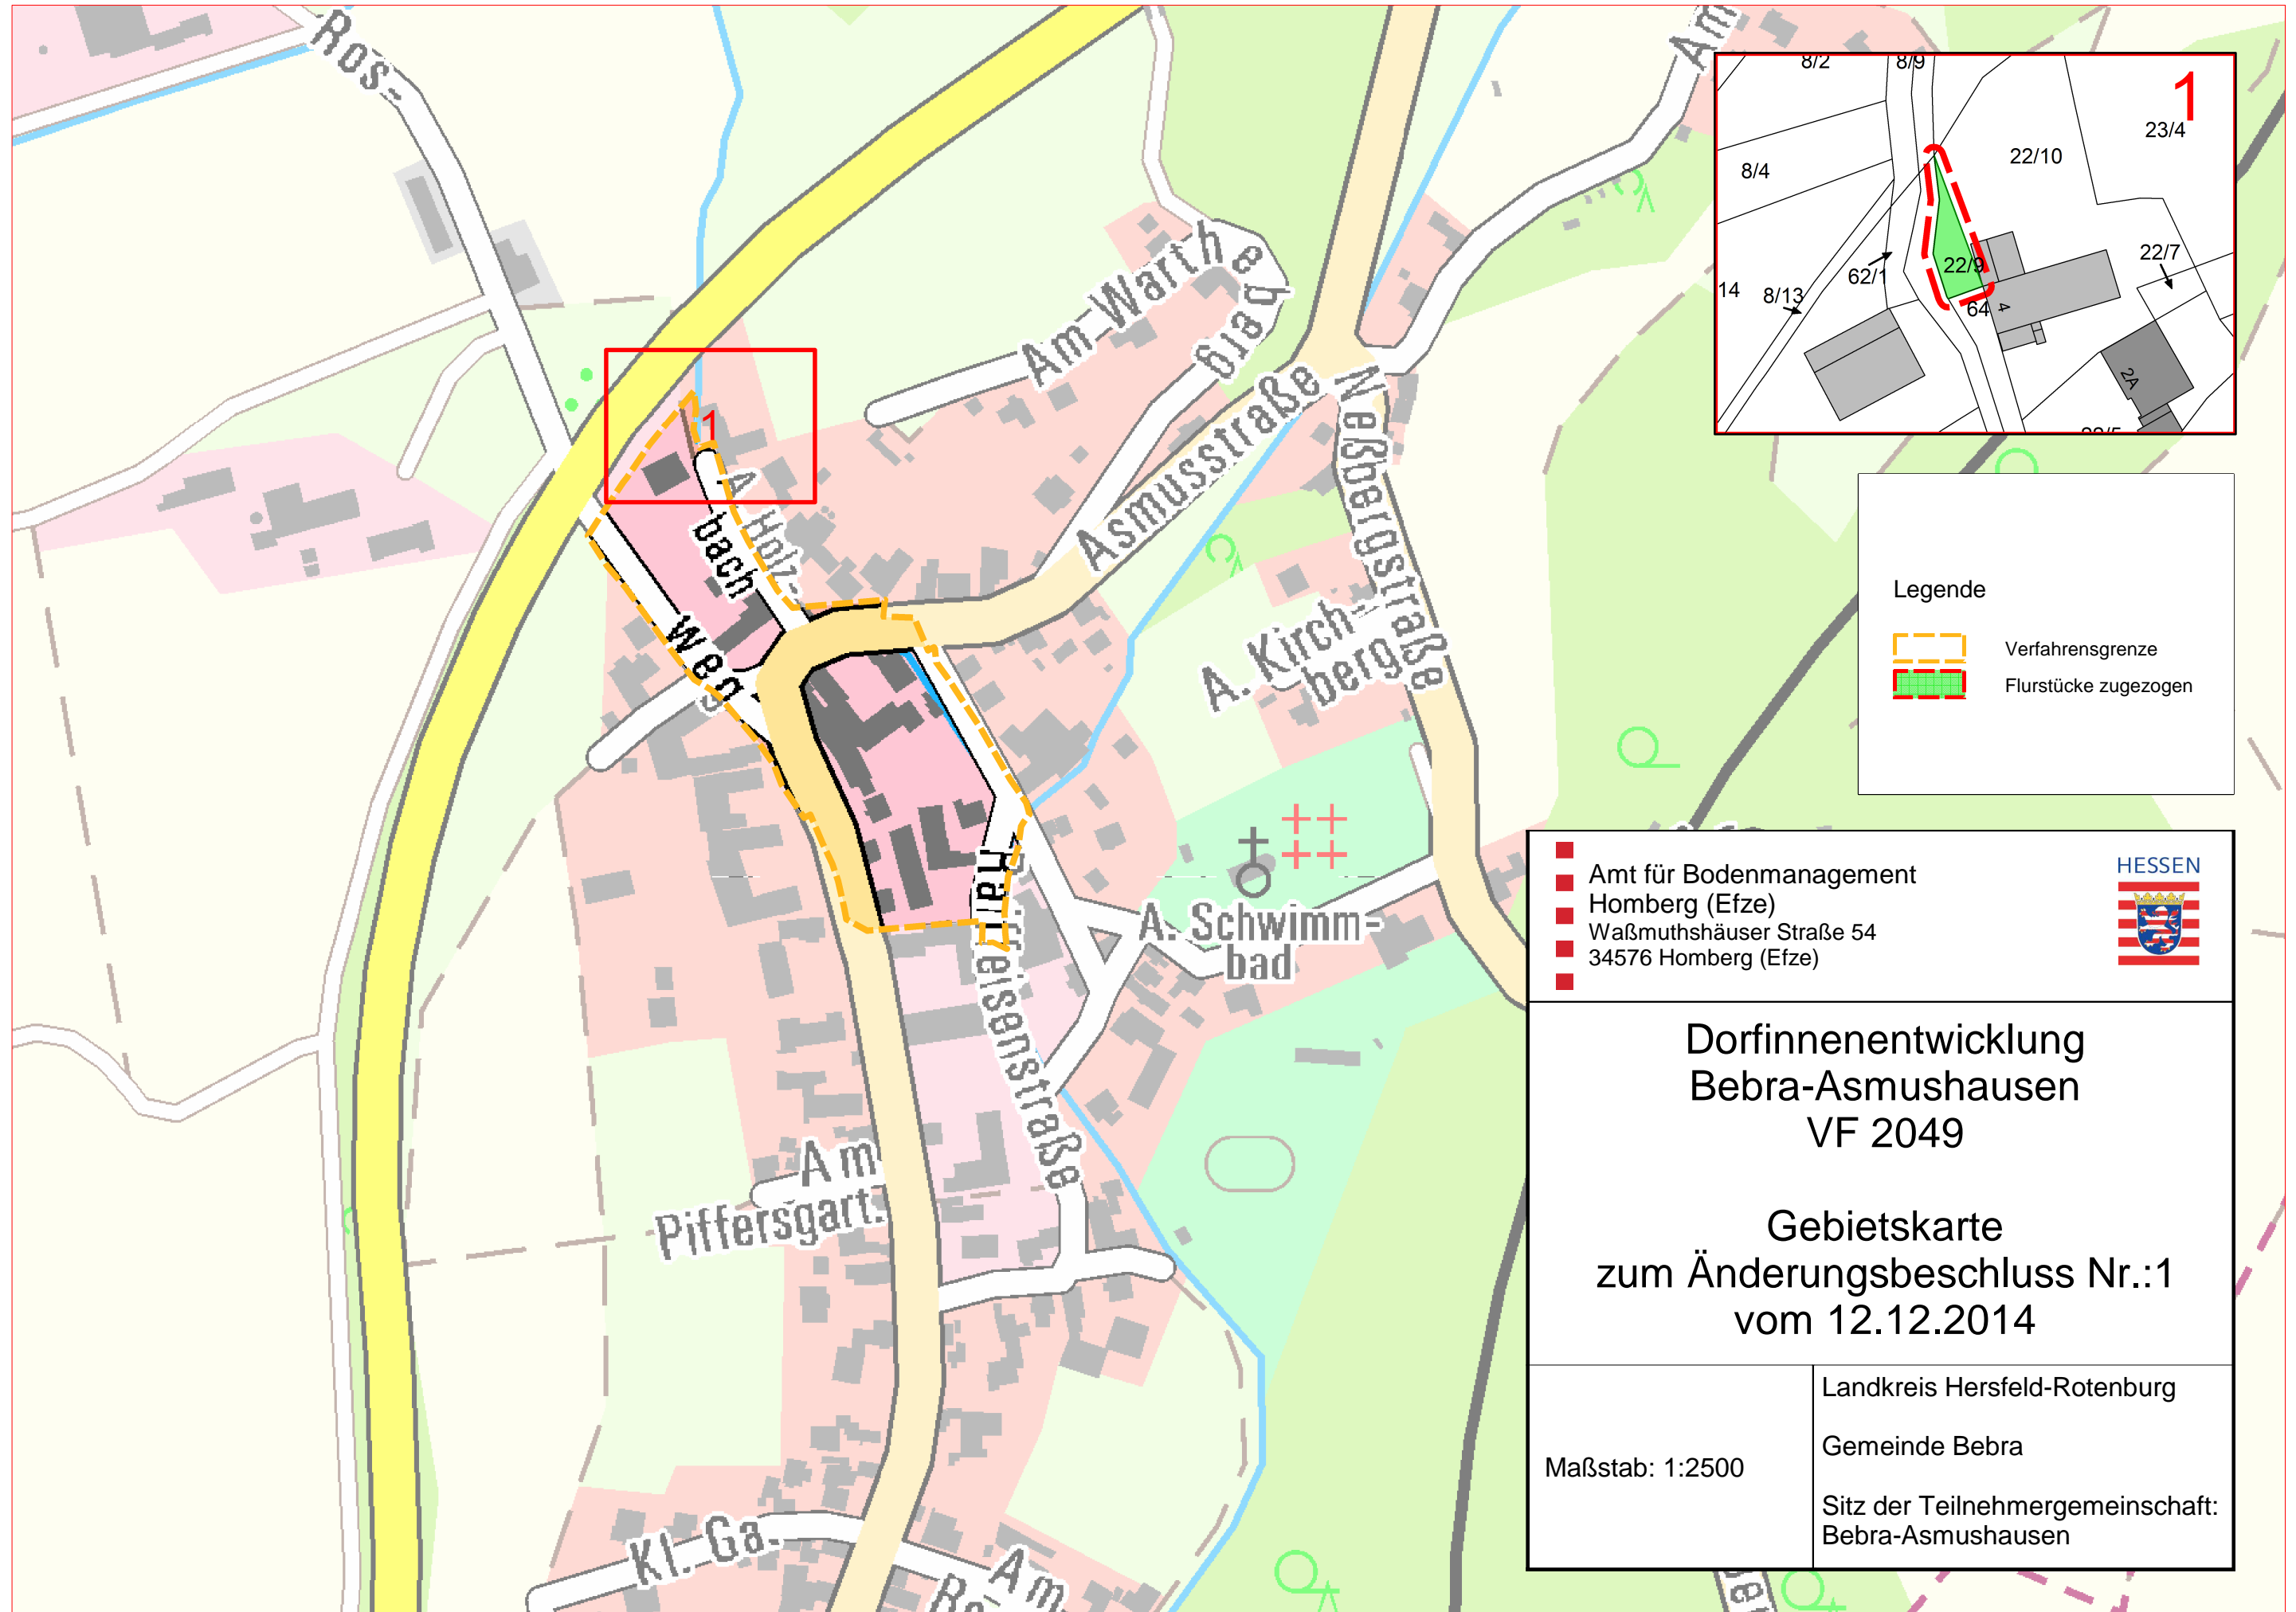 Ros-
Am
Am Wartheberg
Asmusstraße
Neßbergstraße
A. Holz-
bach
weg
A. Kirch-
berg
A. Schwimm-
bad
eisenstraße
Am
Piffersgart.
Kl. Ga.
Am
1
1
8/2
8/9
23/4
22/10
8/4
22/7
22/9
62/1
14
8/13
64
4
2A
Legende
Verfahrensgrenze
Flurstücke zugezogen
Amt für Bodenmanagement
Homberg (Efze)
Waßmuthshäuser Straße 54
34576 Homberg (Efze)
HESSEN
Dorfinnenentwicklung
Bebra-Asmushausen
VF 2049
Gebietskarte
zum Änderungsbeschluss Nr.:1
vom 12.12.2014
Maßstab: 1:2500
Landkreis Hersfeld-Rotenburg
Gemeinde Bebra
Sitz der Teilnehmergemeinschaft:
Bebra-Asmushausen